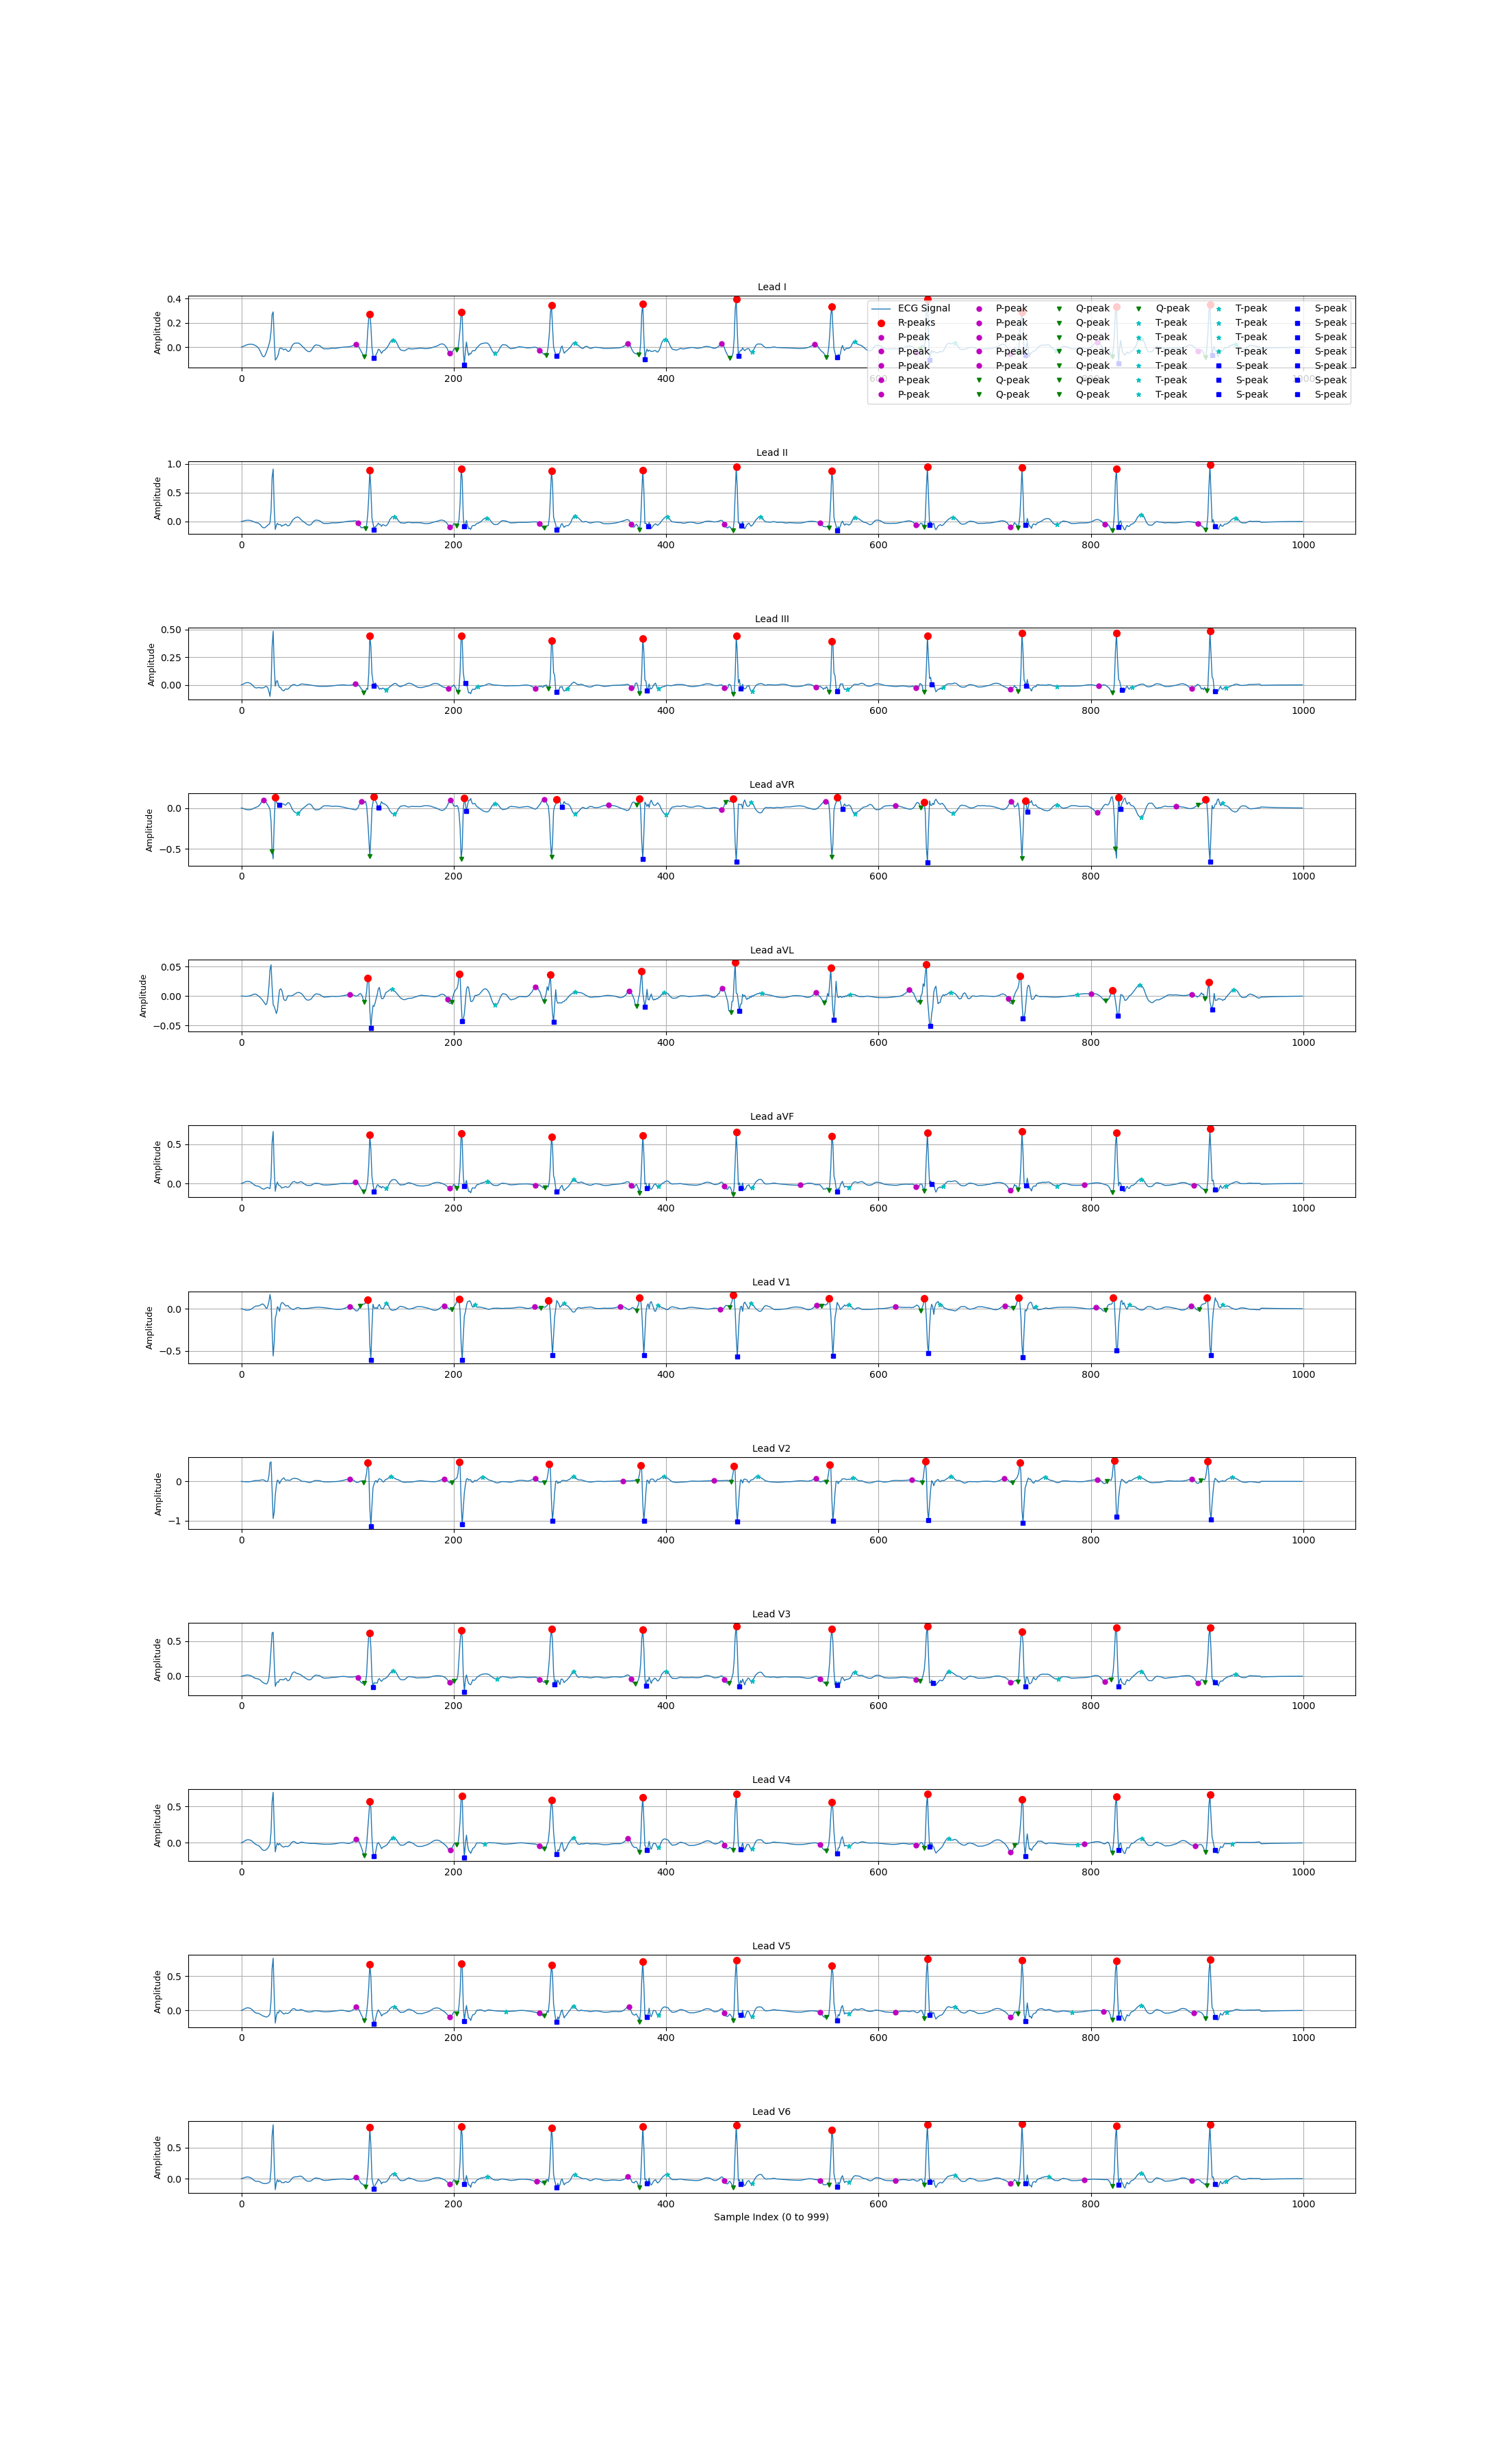 Lead I
Amplitude
0.4
0.2
0.0
ECG Signal P-peak Q-peak Q-peak T-peak S-peak
R-peaks P-peak Q-peak T-peak T-peak S-peak
P-peak P-peak Q-peak T-peak T-peak S-peak
P-peak P-peak Q-peak T-peak T-peak S-peak
P-peak P-peak Q-peak T-peak S-peak S-peak
P-peak Q-peak Q-peak T-peak S-peak S-peak
P-peak Q-peak Q-peak T-peak S-peak S-peak
0 200 400 600 800 1000
Lead II
Amplitude
1.0
0.5
0.0
0 200 400 600 800 1000
Lead III
Amplitude
0.50
0.25
0.00
0 200 400 600 800 1000
Lead aVR
Amplitude
0.0
−0.5
0 200 400 600 800 1000
Lead aVL
Amplitude
0.05
0.00
−0.05
0 200 400 600 800 1000
Lead aVF
Amplitude
0.5
0.0
0 200 400 600 800 1000
Lead V1
Amplitude
0.0
−0.5
0 200 400 600 800 1000
Lead V2
Amplitude
0
−1
0 200 400 600 800 1000
Lead V3
Amplitude
0.5
0.0
0 200 400 600 800 1000
Lead V4
Amplitude
0.5
0.0
0 200 400 600 800 1000
Lead V5
Amplitude
0.5
0.0
0 200 400 600 800 1000
Lead V6
Amplitude
0.5
0.0
0 200 400 600 800 1000
Sample Index (0 to 999)